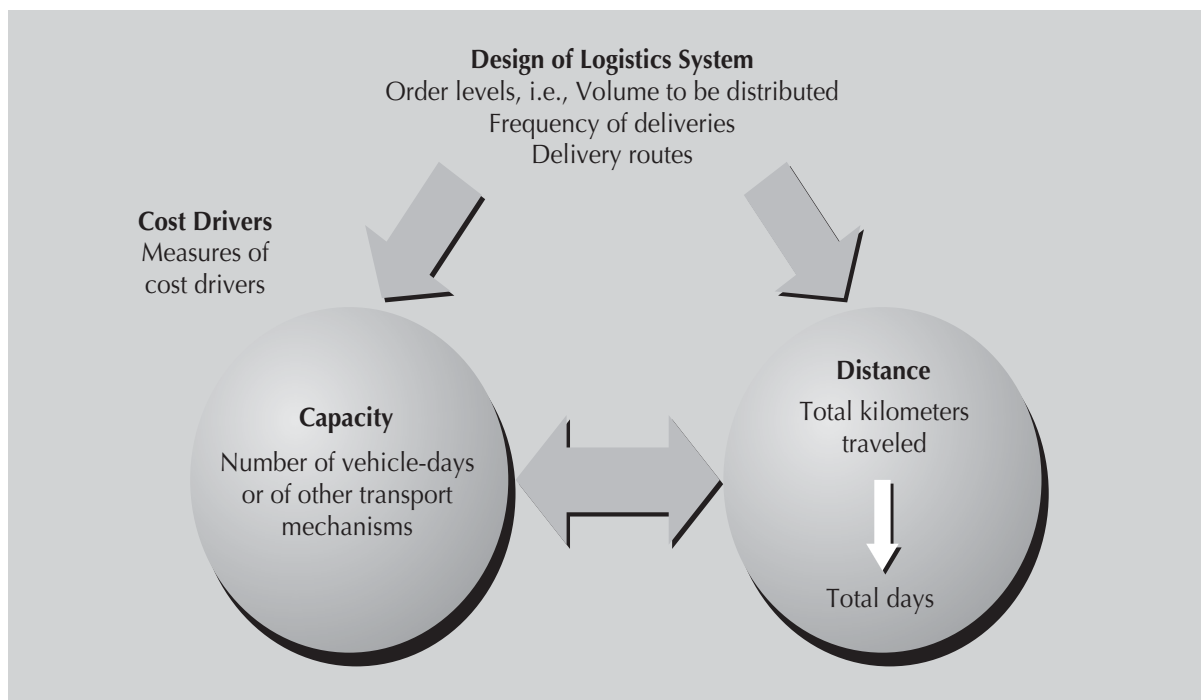 Design of Logistics System
Order levels, i.e., Volume to be distributed
Frequency of deliveries
Delivery routes
Cost Drivers
Measures of
cost drivers
Capacity
Number of vehicle-days
or of other transport
mechanisms
Distance
Total kilometers
traveled
Total days